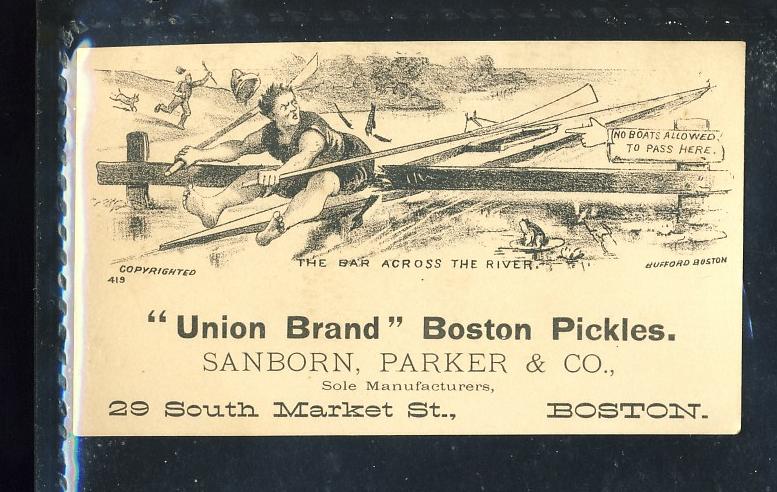 NO BOATS ALLOWED
TO PASS HERE.
THE BAR ACROSS THE RIVER.
COPYRIGHTED
419
BUFFORD BOSTON
"Union Brand" Boston Pickles.
SANBORN, PARKER & CO.,
Sole Manufacturers,
29 South Market St., BOSTON.